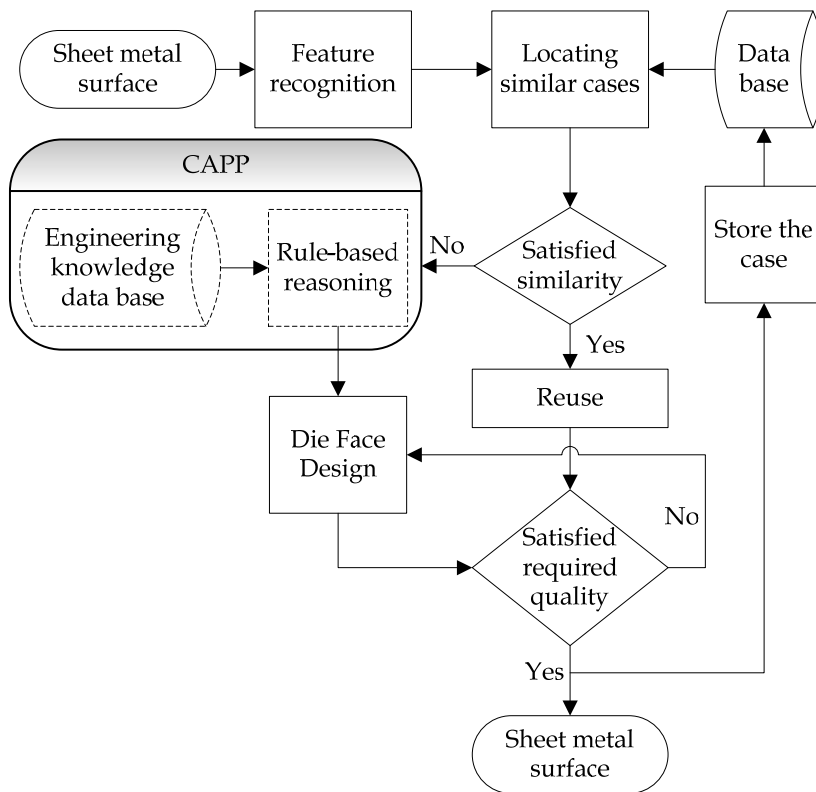 Sheet metal
surface
Feature
recognition
Locating
similar cases
Data
base
CAPP
Engineering
knowledge
data base
Rule-based
reasoning
No
Satisfied
similarity
Store the
case
Yes
Reuse
Die Face
Design
No
Satisfied
required
quality
Yes
Sheet metal
surface